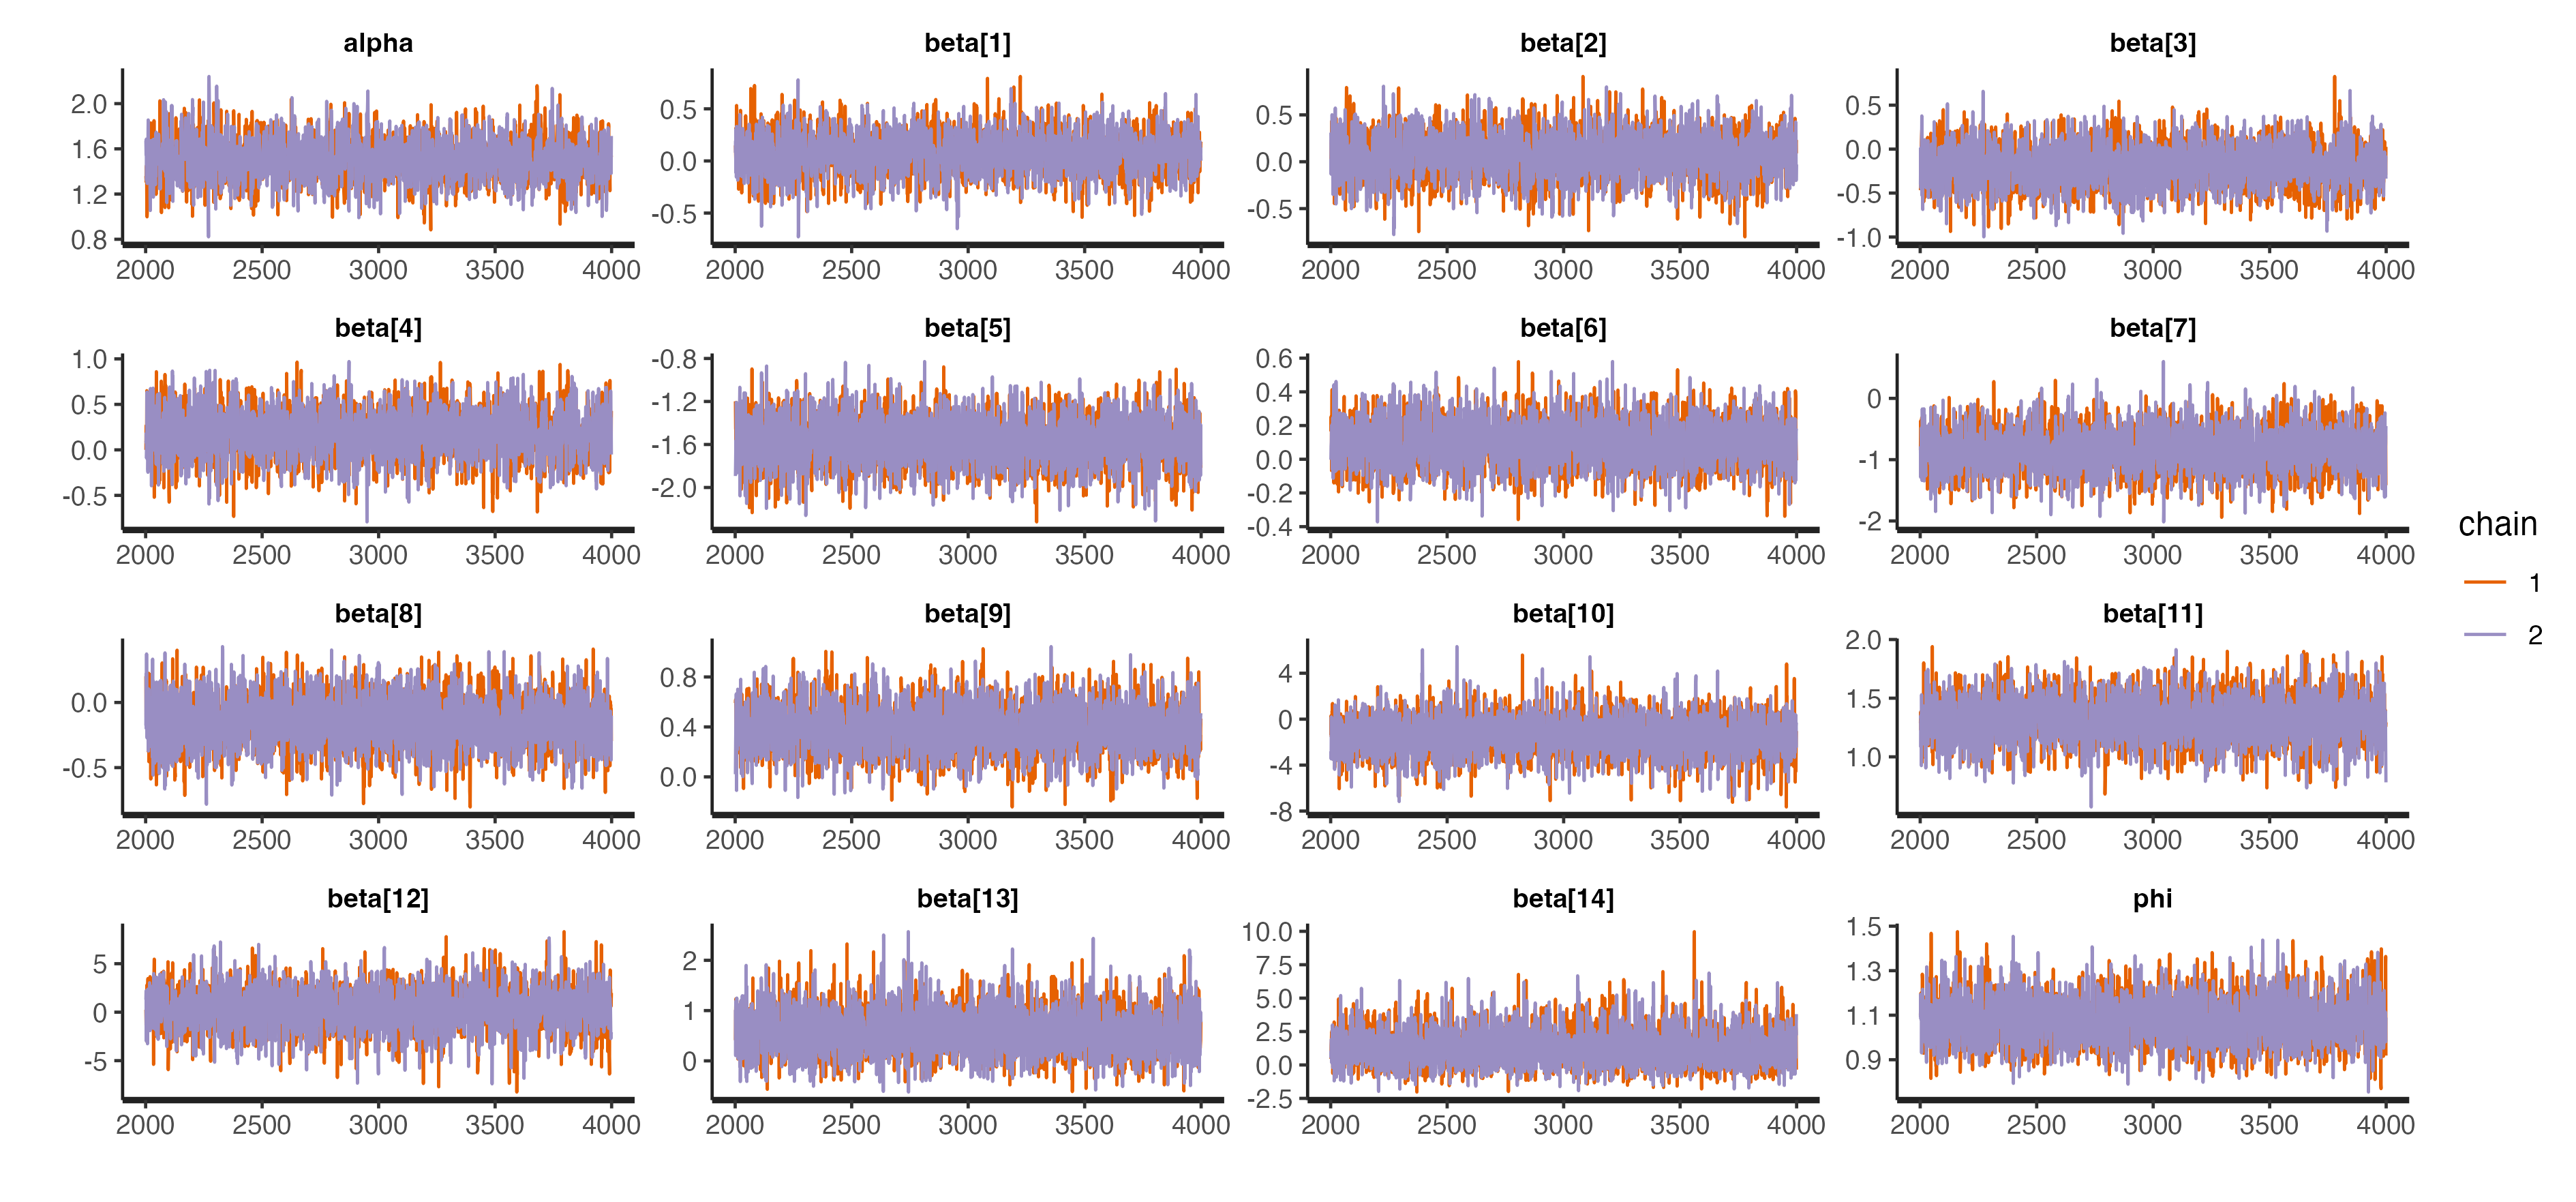 alpha beta[1] beta[2] beta[3]
2.0 1.6 1.2 0.8
0.5 0.0 -0.5
0.5 0.0 -0.5
0.5 0.0 -0.5 -1.0
2000 2500 3000 3500 4000 2000 2500 3000 3500 4000 2000 2500 3000 3500 4000 2000 2500 3000 3500 4000
beta[4] beta[5] beta[6] beta[7]
1.0 0.5 0.0 -0.5
-0.8 -1.2 -1.6 -2.0
0.6 0.4 0.2 0.0 -0.2 -0.4
0 -1 -2
2000 2500 3000 3500 4000 2000 2500 3000 3500 4000 2000 2500 3000 3500 4000 2000 2500 3000 3500 4000
beta[8] beta[9] beta[10] beta[11]
0.0 -0.5
0.8 0.4 0.0
4 0 -4 -8
2.0 1.5 1.0
2000 2500 3000 3500 4000 2000 2500 3000 3500 4000 2000 2500 3000 3500 4000 2000 2500 3000 3500 4000
beta[12] beta[13] beta[14] phi
5 0 -5
2 1 0
10.0 7.5 5.0 2.5 0.0 -2.5
1.5 1.3 1.1 0.9
2000 2500 3000 3500 4000 2000 2500 3000 3500 4000 2000 2500 3000 3500 4000 2000 2500 3000 3500 4000
chain
1
2